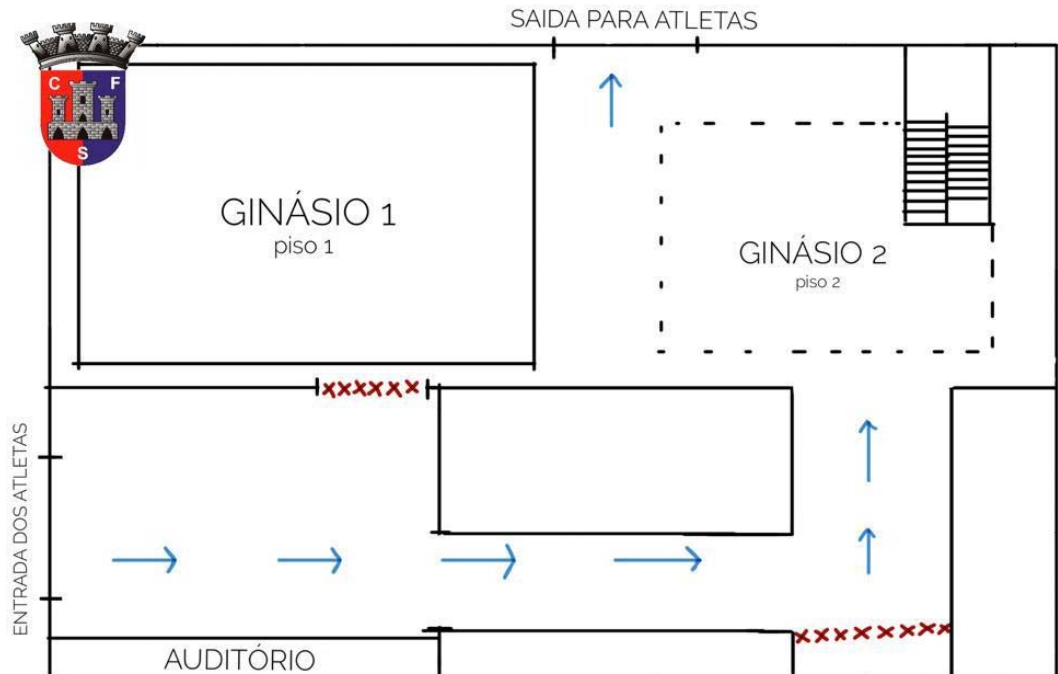 SAIDA PARA ATLETAS
C F
S
GINÁSIO 1
piso 1
GINÁSIO 2
piso 2
ENTRADA DOS ATLETAS
AUDITÓRIO